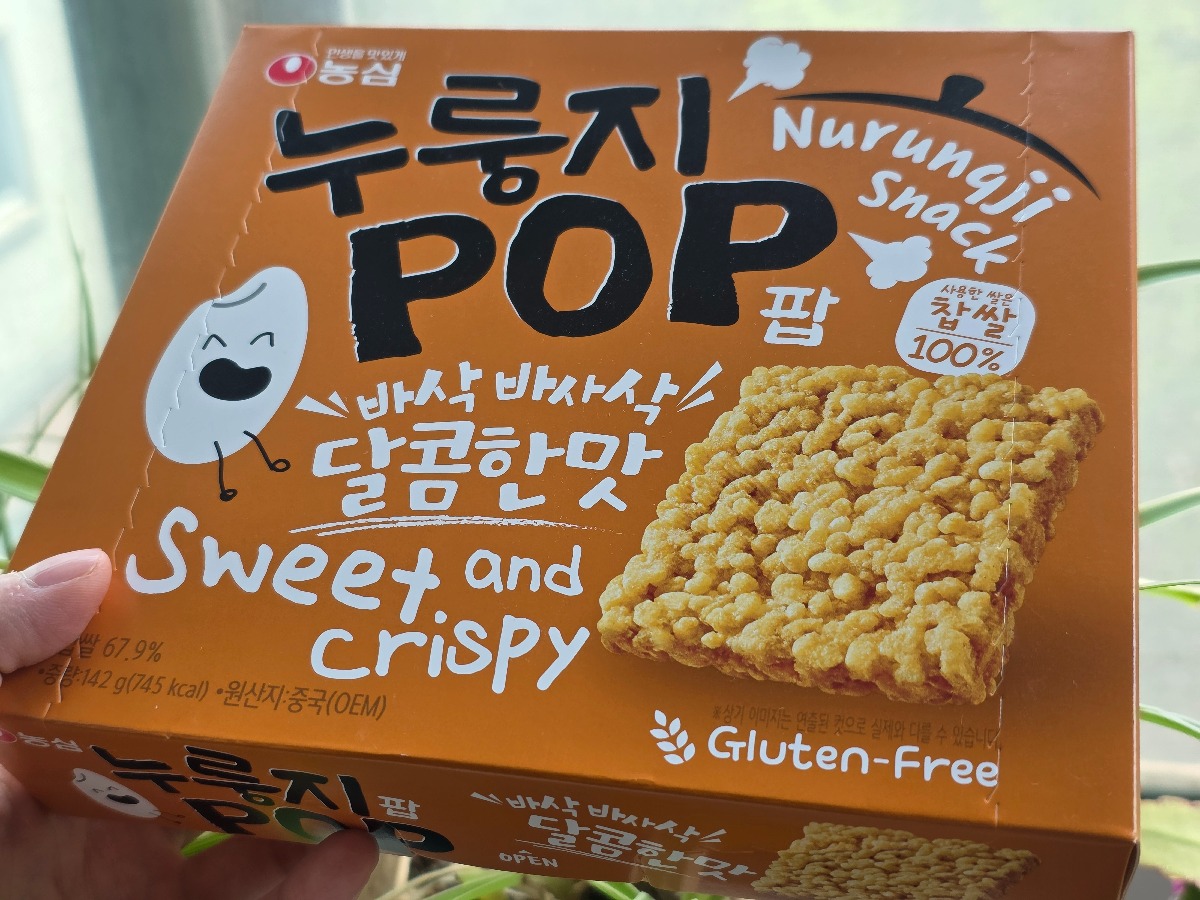 인생을 맛있게
농심
누룽지
POP
팝
Nurungji
Snack
사용한 쌀은
찹쌀
100%
바삭 바사삭
달콤한맛
Sweet and
crispy
찹쌀 67.9%
•중량:142 g(745 kcal) •원산지:중국(OEM)
※상기 이미지는 연출된 컷으로 실제와 다를 수 있습니다.
Gluten-Free
농심
누룽지
POP
팝
바삭 바사삭
달콤한맛
OPEN